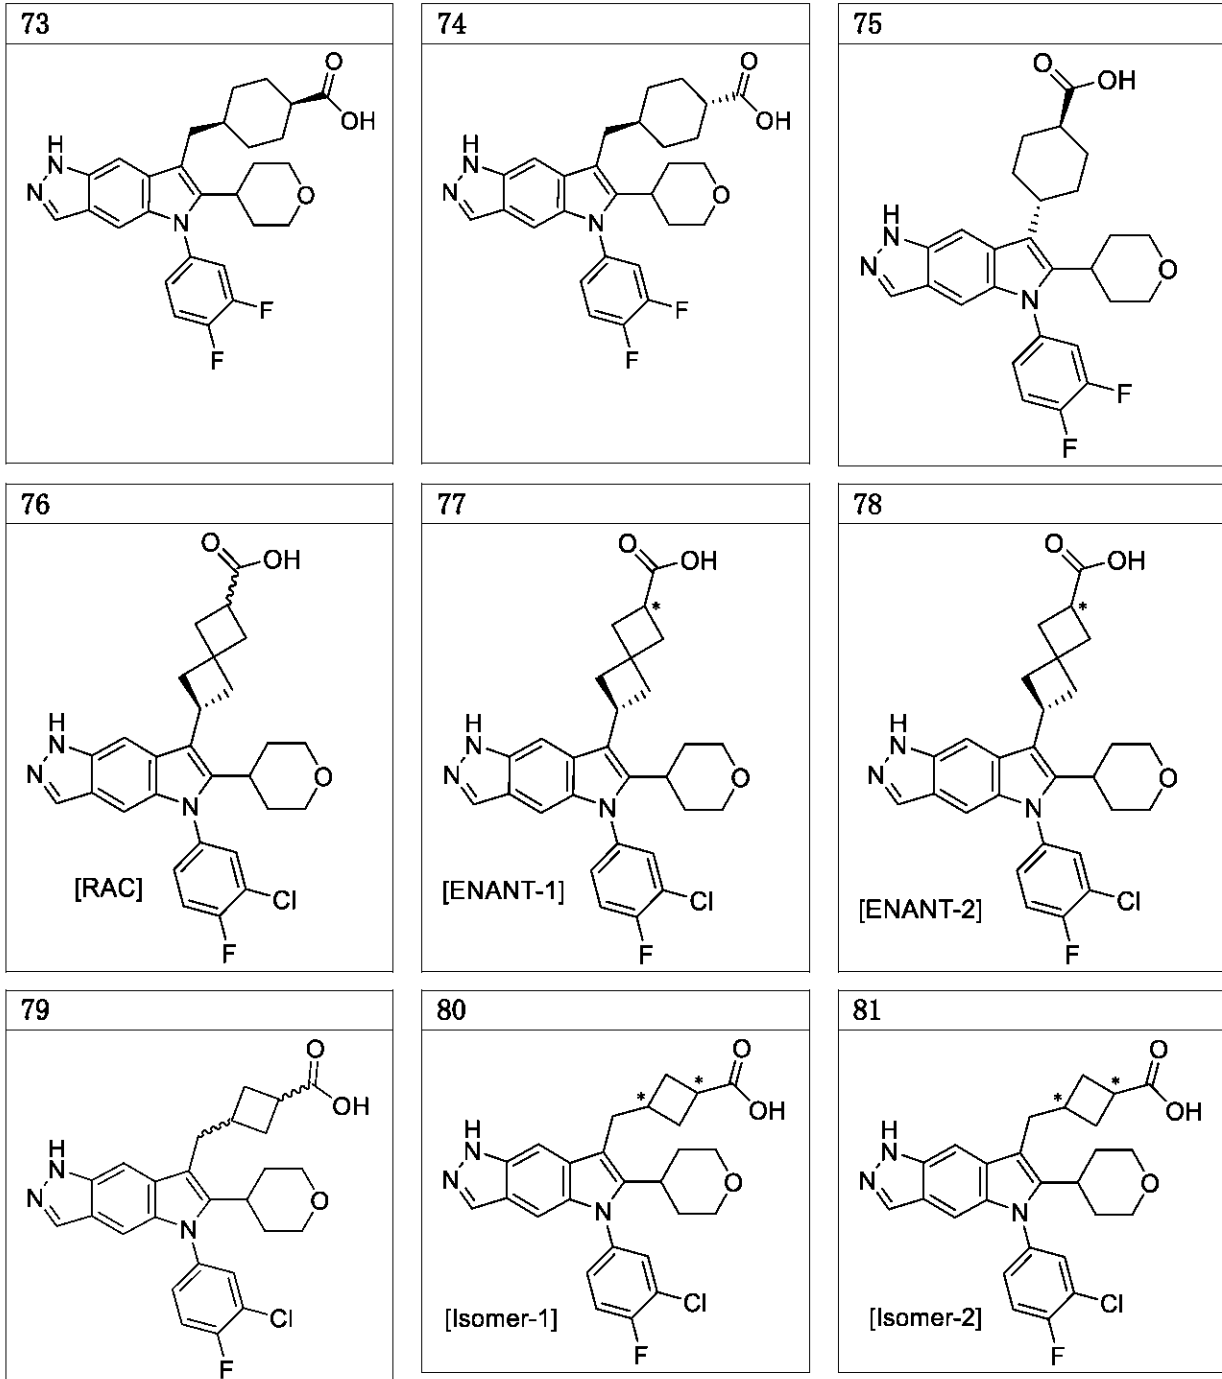 73
O
OH
H
N
N
N
O
F
F
74
O
OH
H
N
N
N
O
F
F
75
O
OH
H
N
N
N
O
F
F
76
O
OH
H
N
N
N
O
[RAC]
Cl
F
77
O
OH
*
H
N
N
N
O
[ENANT-1]
Cl
F
78
O
OH
*
H
N
N
N
O
[ENANT-2]
Cl
F
79
O
OH
H
N
N
N
O
Cl
F
80
O
* *
OH
H
N
N
N
O
[Isomer-1]
Cl
F
81
O
* *
OH
H
N
N
N
O
[Isomer-2]
Cl
F